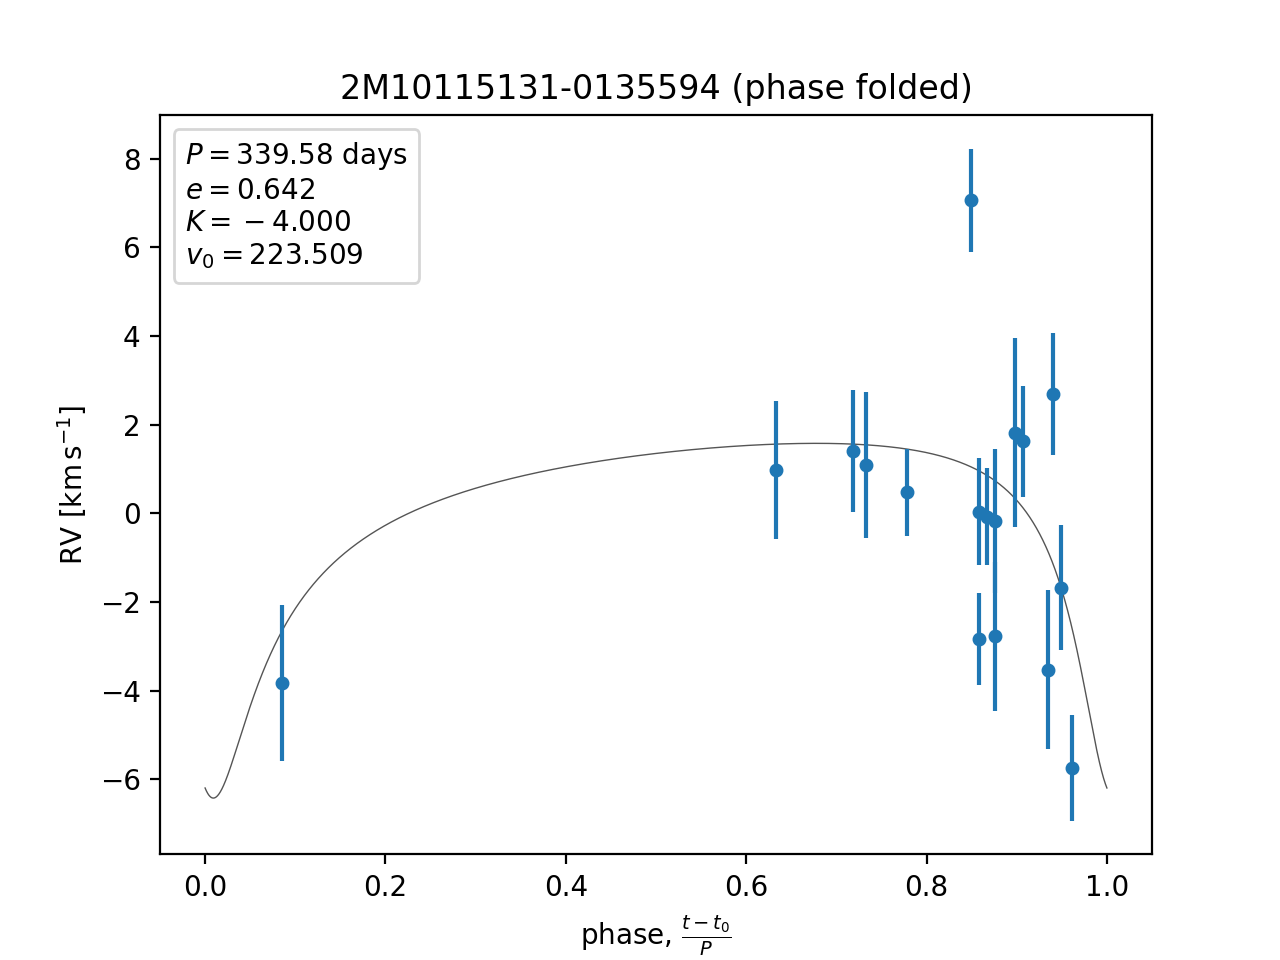 2M10115131-0135594 (phase folded)
P = 339.58 days
e = 0.642
K = −4.000
v₀ = 223.509
8
6
4
2
0
−2
−4
−6
RV [km s⁻¹]
0.0 0.2 0.4 0.6 0.8 1.0
phase, (t − t₀)/P